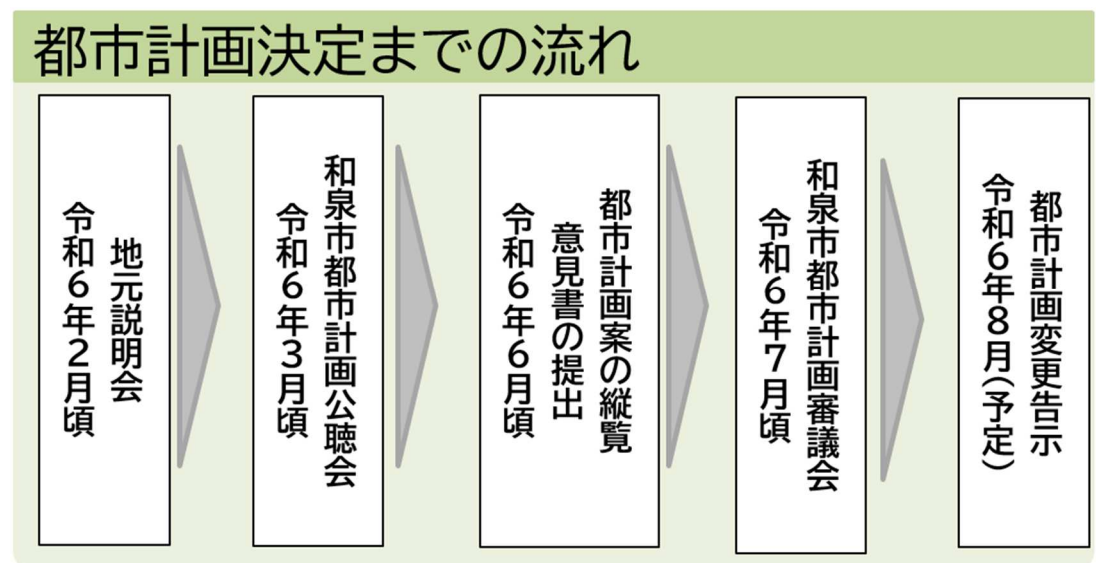 都市計画決定までの流れ
地元説明会
令和6年2月頃
和泉市都市計画公聴会
令和6年3月頃
都市計画案の縦覧
意見書の提出
令和6年6月頃
和泉市都市計画審議会
令和6年7月頃
都市計画変更告示
令和6年8月(予定)